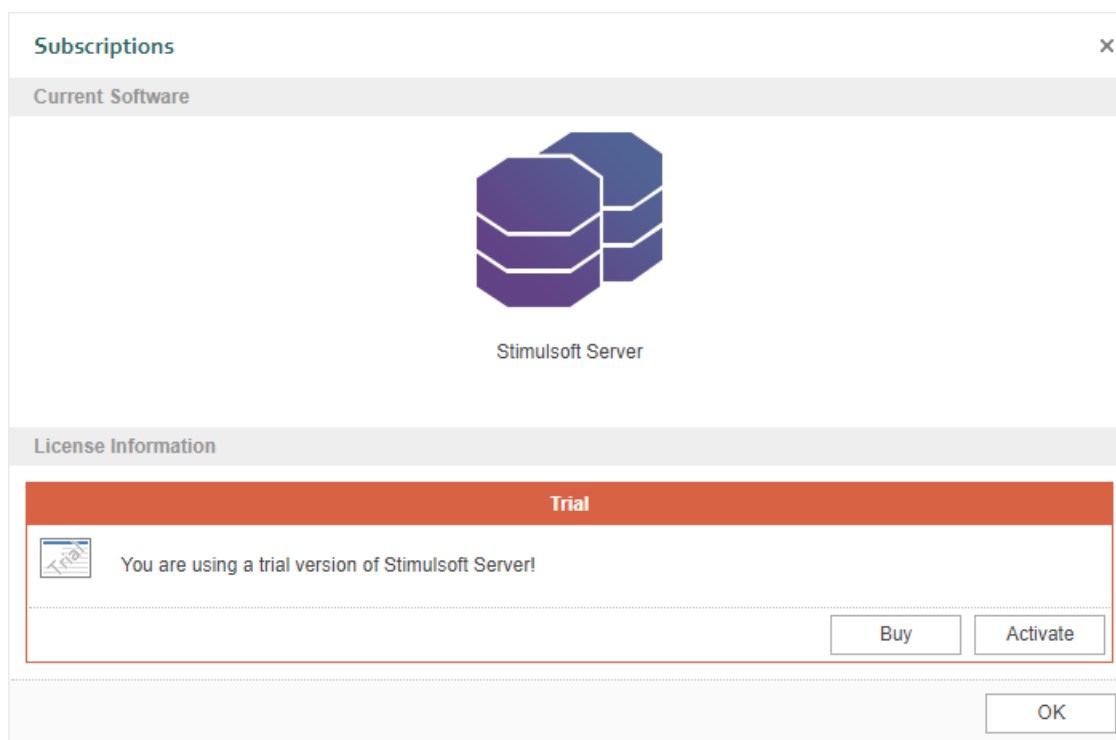 Subscriptions
Current Software
Stimulsoft Server
License Information
Trial
Trial
You are using a trial version of Stimulsoft Server!
Buy
Activate
OK